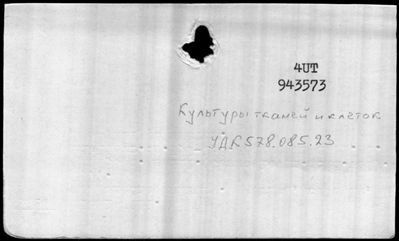 4UT
943573
Культуры тканей и клеток
УДК 578.085.23